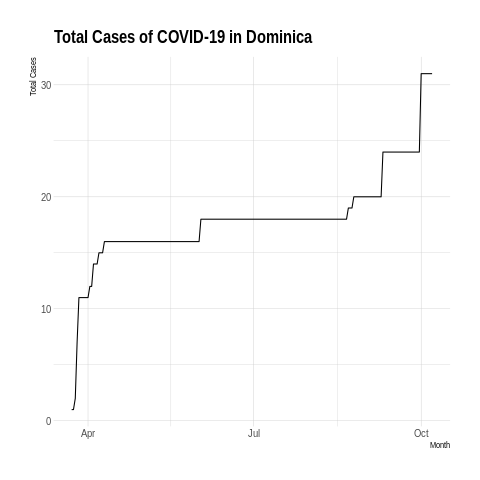 Total Cases of COVID-19 in Dominica
Total Cases
30
20
10
0
Apr
Jul
Oct
Month